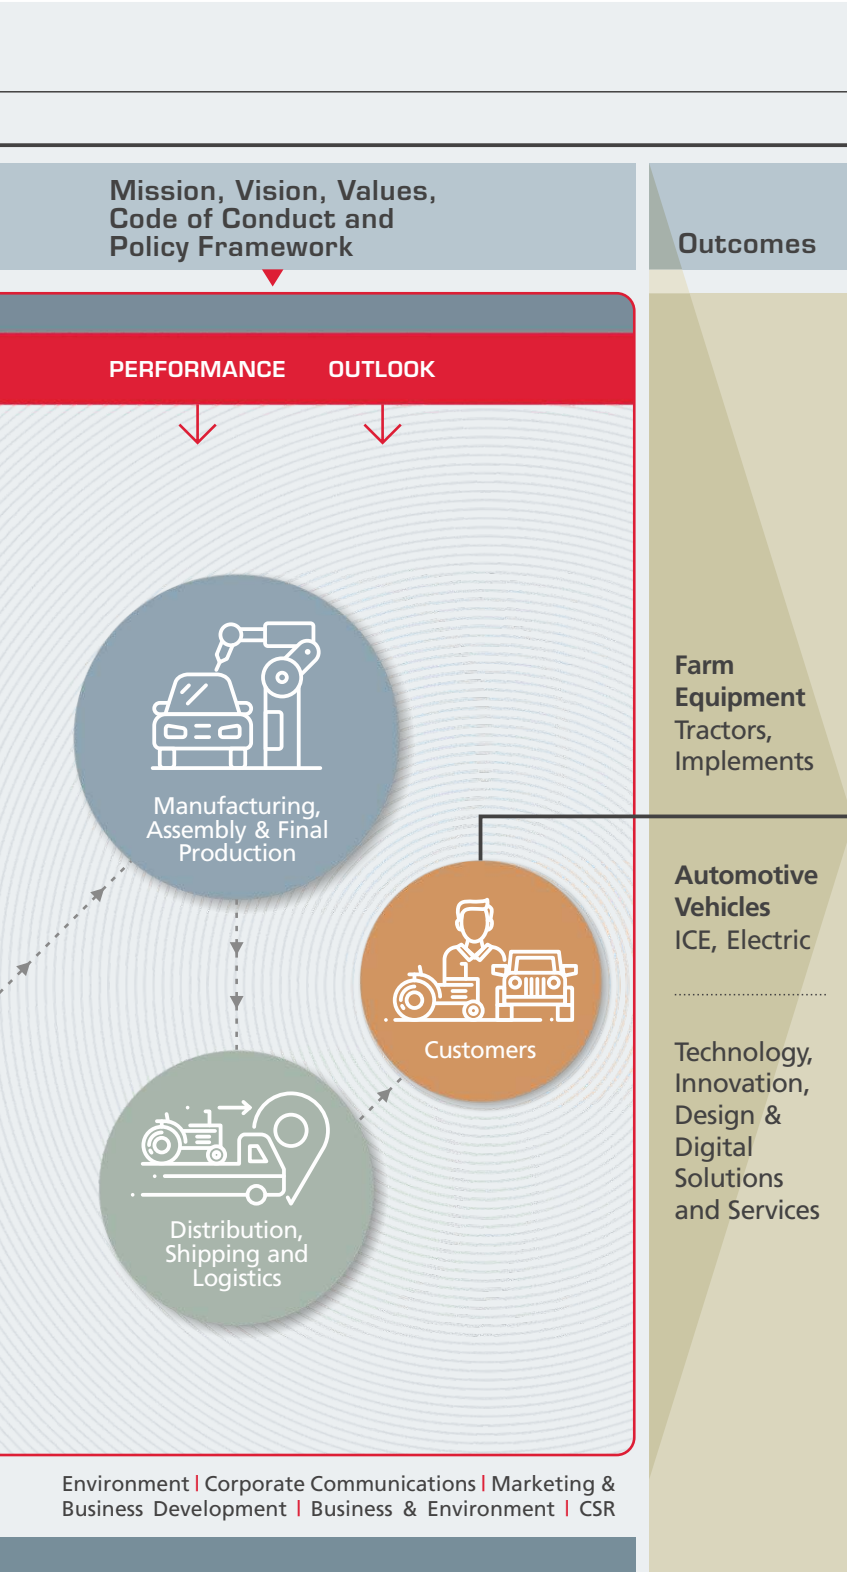 Mission, Vision, Values,
Code of Conduct and
Policy Framework
Outcomes
PERFORMANCE
OUTLOOK
Manufacturing,
Assembly & Final
Production
Customers
Distribution,
Shipping and
Logistics
Farm
Equipment
Tractors,
Implements
Automotive
Vehicles
ICE, Electric
Technology,
Innovation,
Design &
Digital
Solutions
and Services
Environment | Corporate Communications | Marketing &
Business Development | Business & Environment | CSR